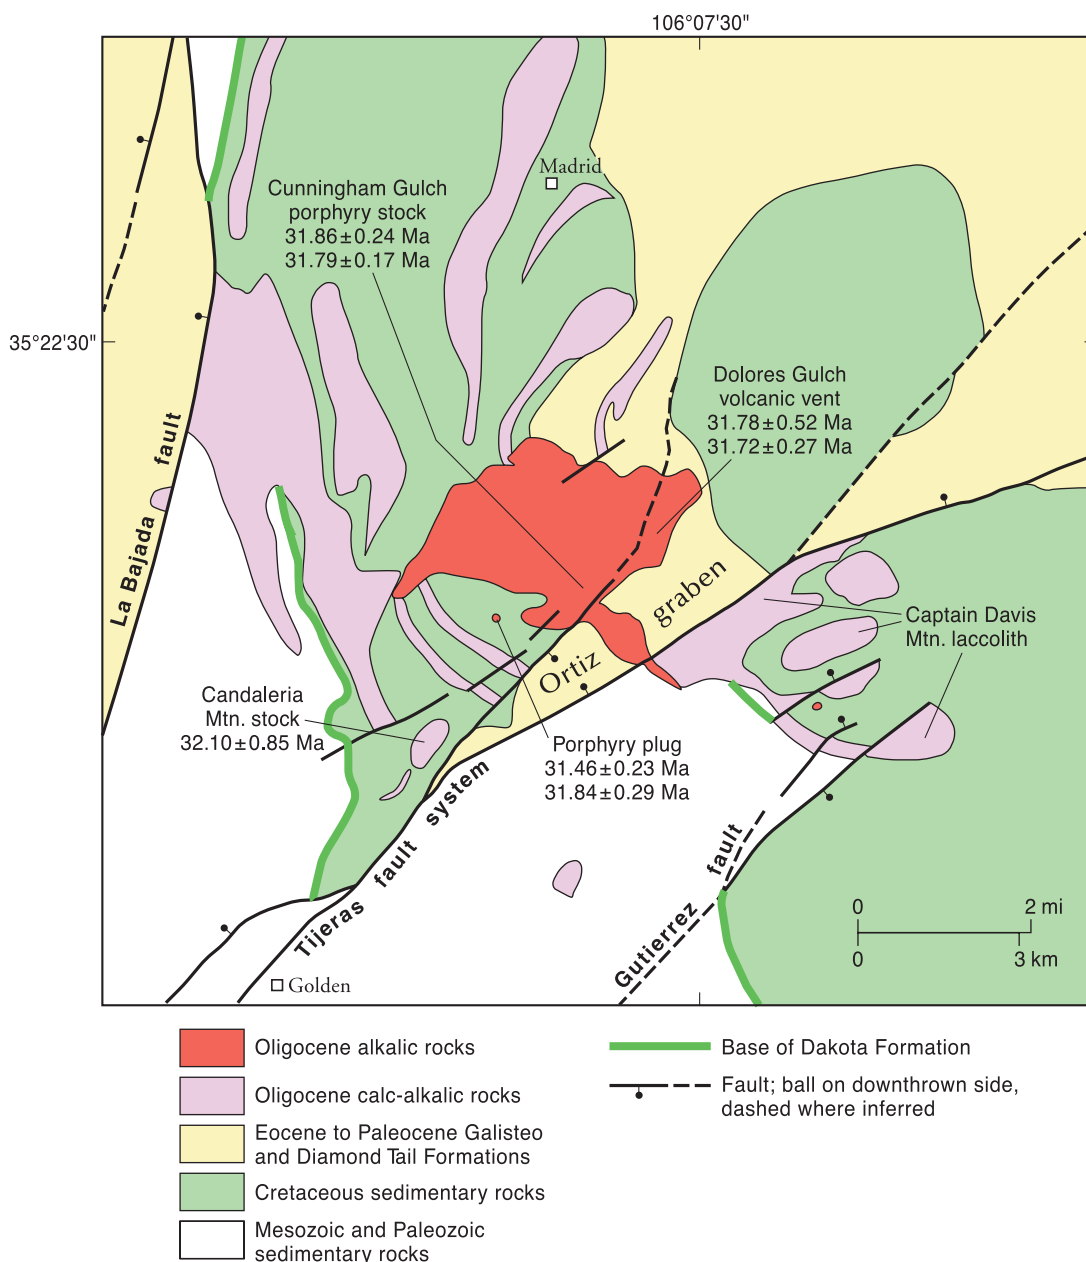 106°07'30"
Madrid
Cunningham Gulch
porphyry stock
31.86±0.24 Ma
31.79±0.17 Ma
35°22'30"
Dolores Gulch
volcanic vent
31.78±0.52 Ma
31.72±0.27 Ma
La Bajada fault
Ortiz graben
Captain Davis
Mtn. laccolith
Candaleria
Mtn. stock
32.10±0.85 Ma
Porphyry plug
31.46±0.23 Ma
31.84±0.29 Ma
Tijeras fault system
Gutierrez fault
0 2 mi
0 3 km
Golden
Oligocene alkalic rocks
Oligocene calc-alkalic rocks
Eocene to Paleocene Galisteo
and Diamond Tail Formations
Cretaceous sedimentary rocks
Mesozoic and Paleozoic
sedimentary rocks
Base of Dakota Formation
Fault; ball on downthrown side,
dashed where inferred